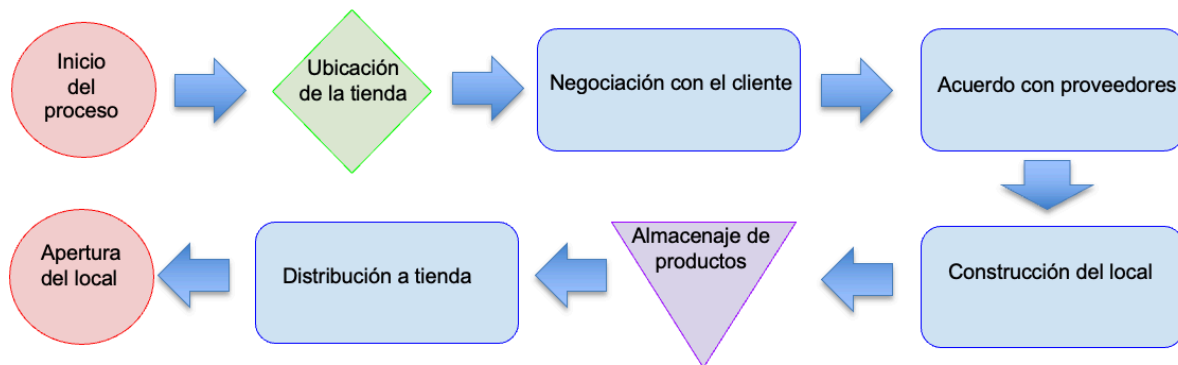 Inicio
del
proceso
Ubicación
de la tienda
Negociación con el cliente
Acuerdo con proveedores
Construcción del local
Almacenaje de
productos
Distribución a tienda
Apertura
del local